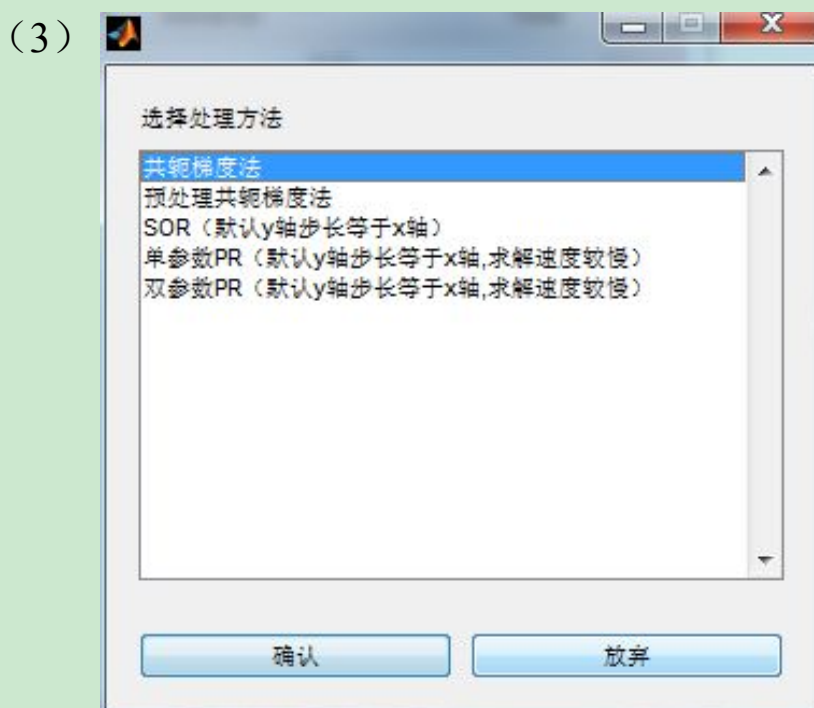 （3）
选择处理方法
共轭梯度法
预处理共轭梯度法
SOR（默认y轴步长等于x轴）
单参数PR（默认y轴步长等于x轴,求解速度较慢）
双参数PR（默认y轴步长等于x轴,求解速度较慢）
确认
放弃